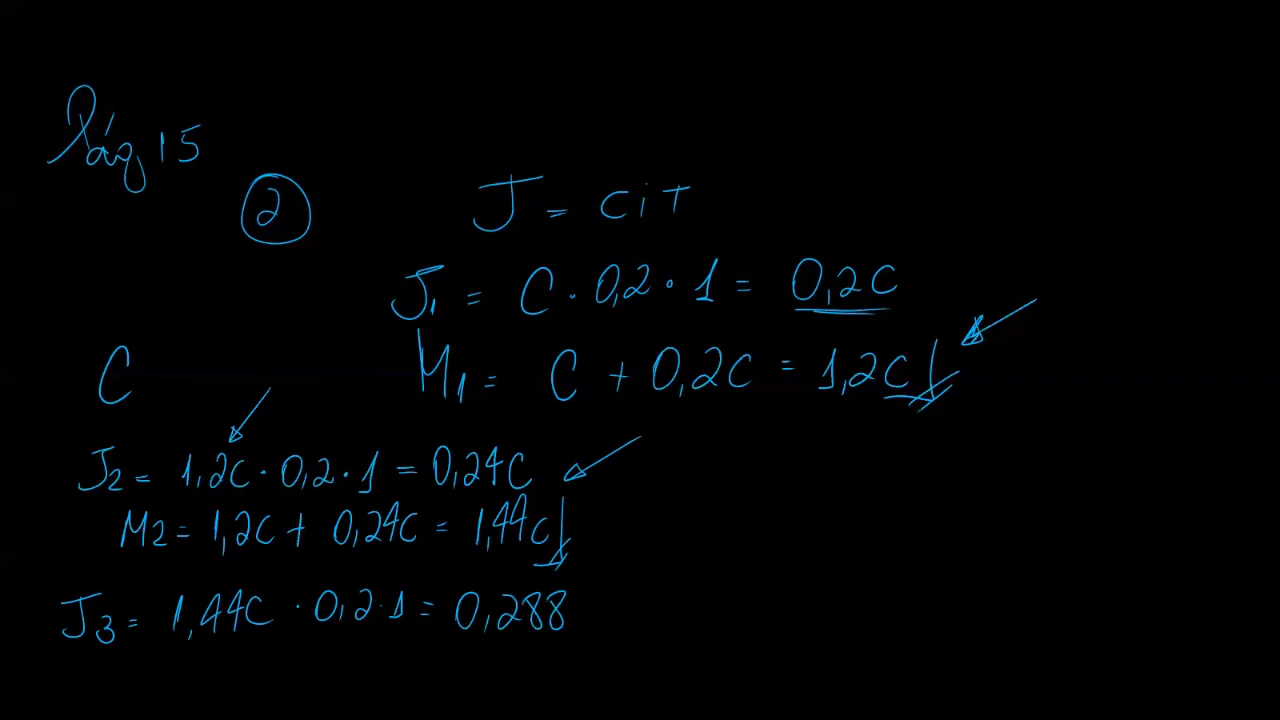 Pág 15
2
J = CiT
J1 = C · 0,2 · 1 = 0,2C
M1 = C + 0,2C = 1,2C
C
J2 = 1,2C · 0,2 · 1 = 0,24C
M2 = 1,2C + 0,24C = 1,44C
J3 = 1,44C · 0,2 · 1 = 0,288